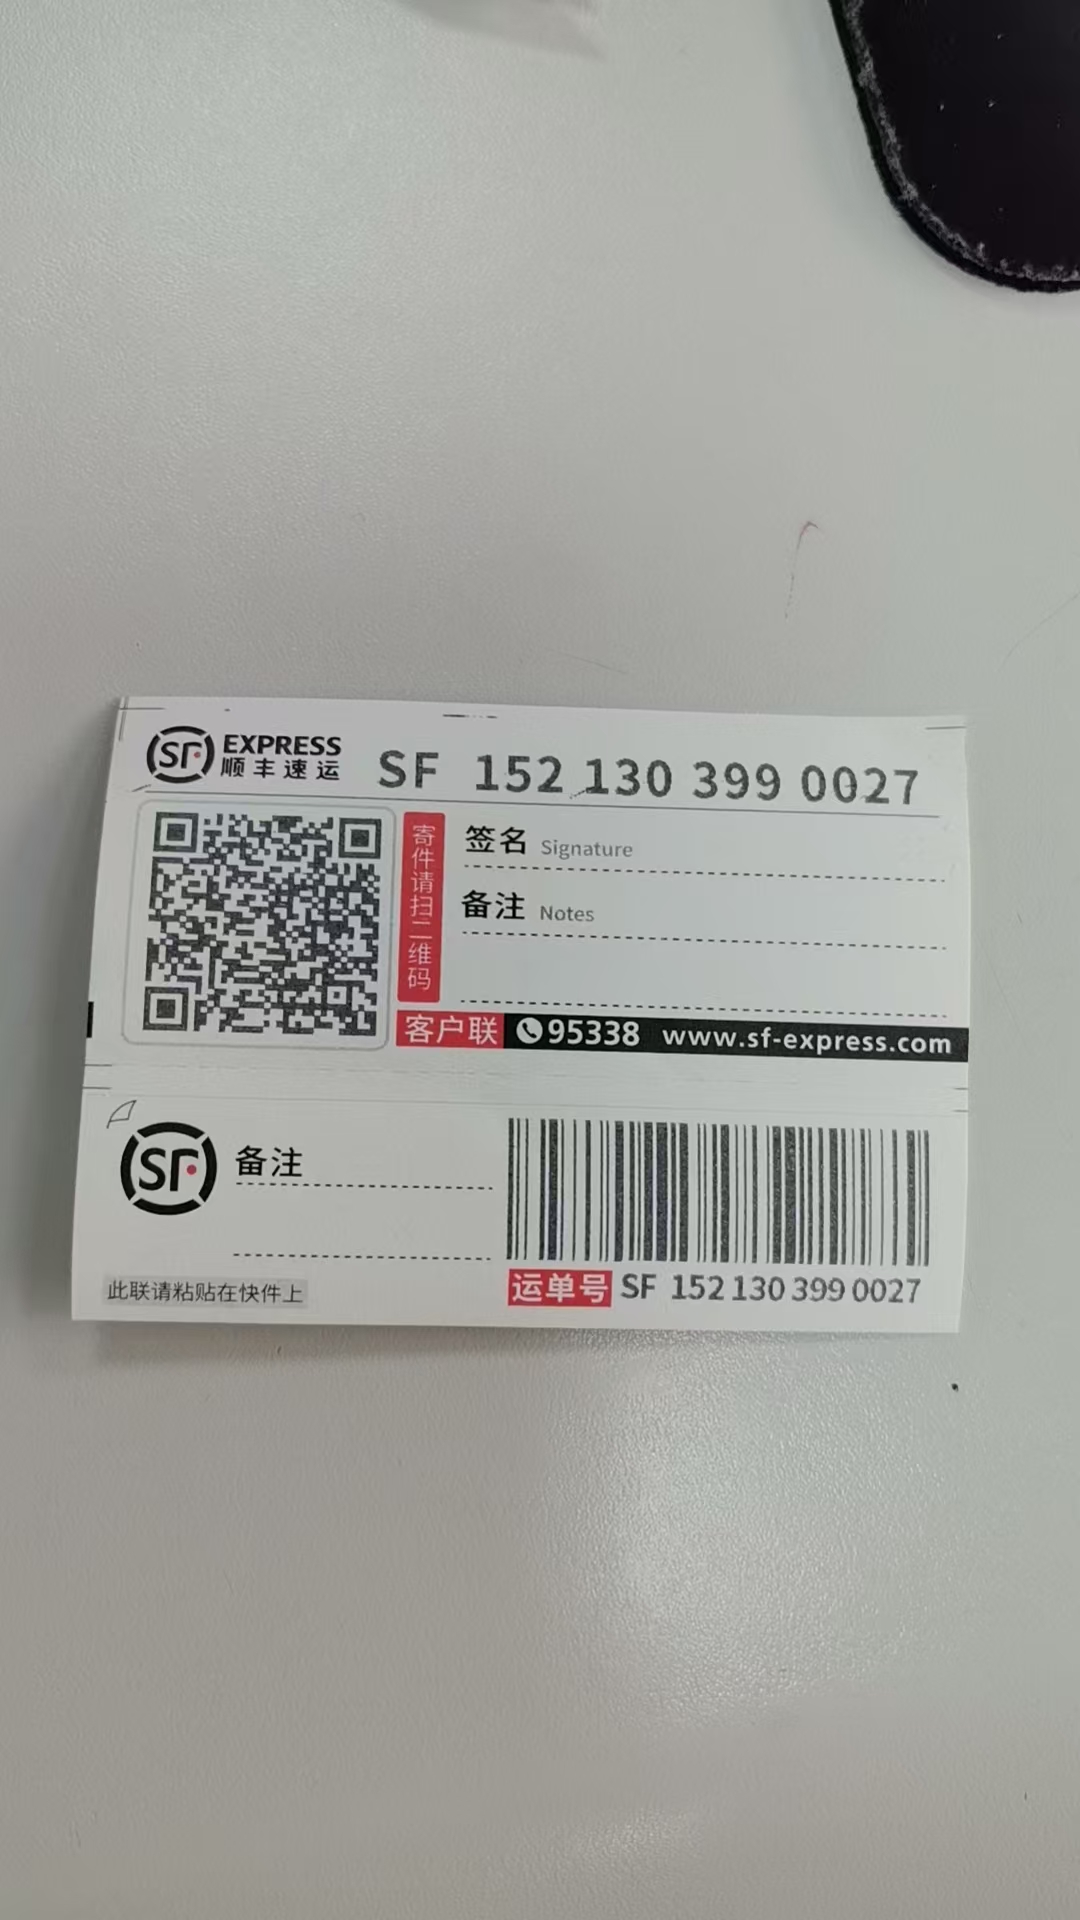 SF EXPRESS
顺丰速运
SF 152 130 399 0027
寄件请扫二维码
签名 Signature
备注 Notes
客户联 95338 www.sf-express.com
SF
备注
此联请粘贴在快件上
运单号 SF 152 130 399 0027